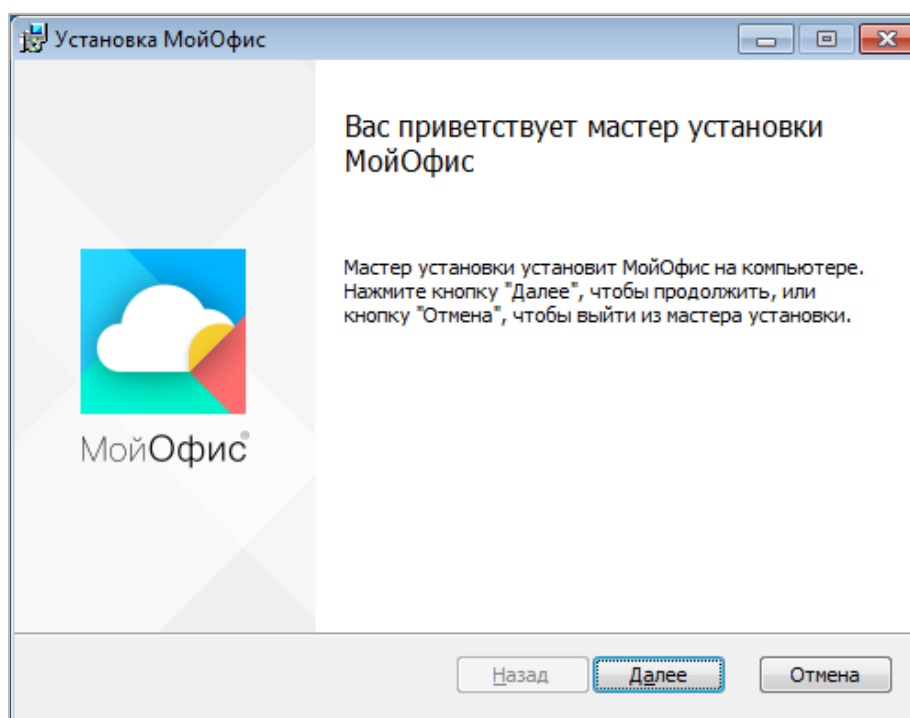 Установка МойОфис
Вас приветствует мастер установки
МойОфис
Мастер установки установит МойОфис на компьютере.
Нажмите кнопку "Далее", чтобы продолжить, или
кнопку "Отмена", чтобы выйти из мастера установки.
МойОфис®
Назад
Далее
Отмена